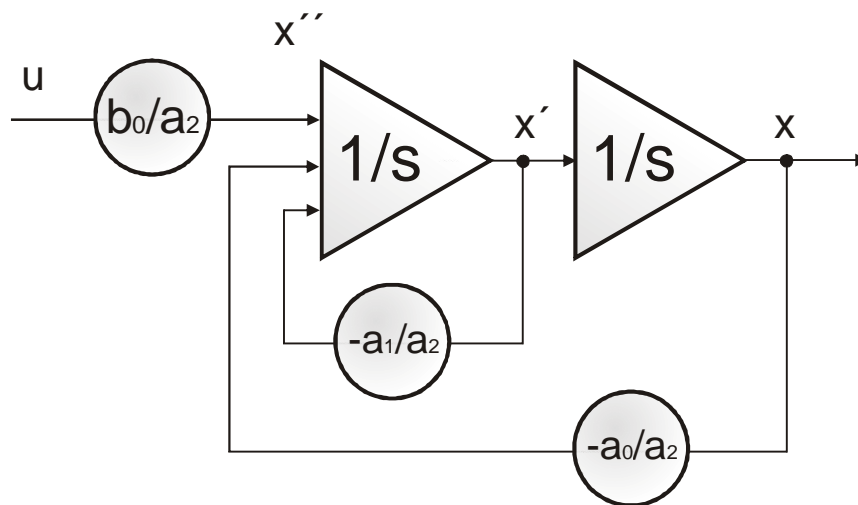 x´´
u
b₀/a₂
1/s
x´
1/s
x
-a₁/a₂
-a₀/a₂